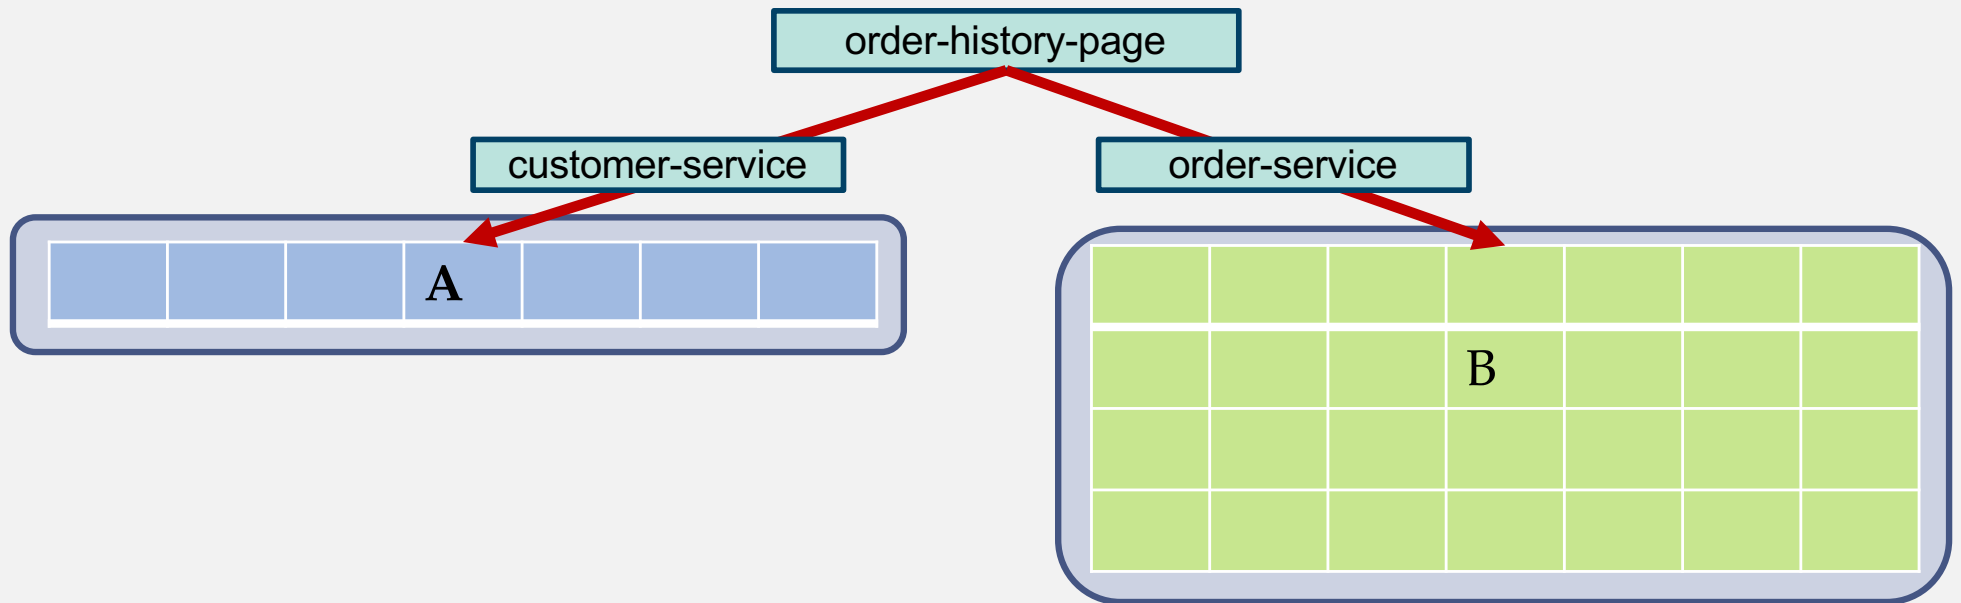 order-history-page
customer-service
order-service
A
B